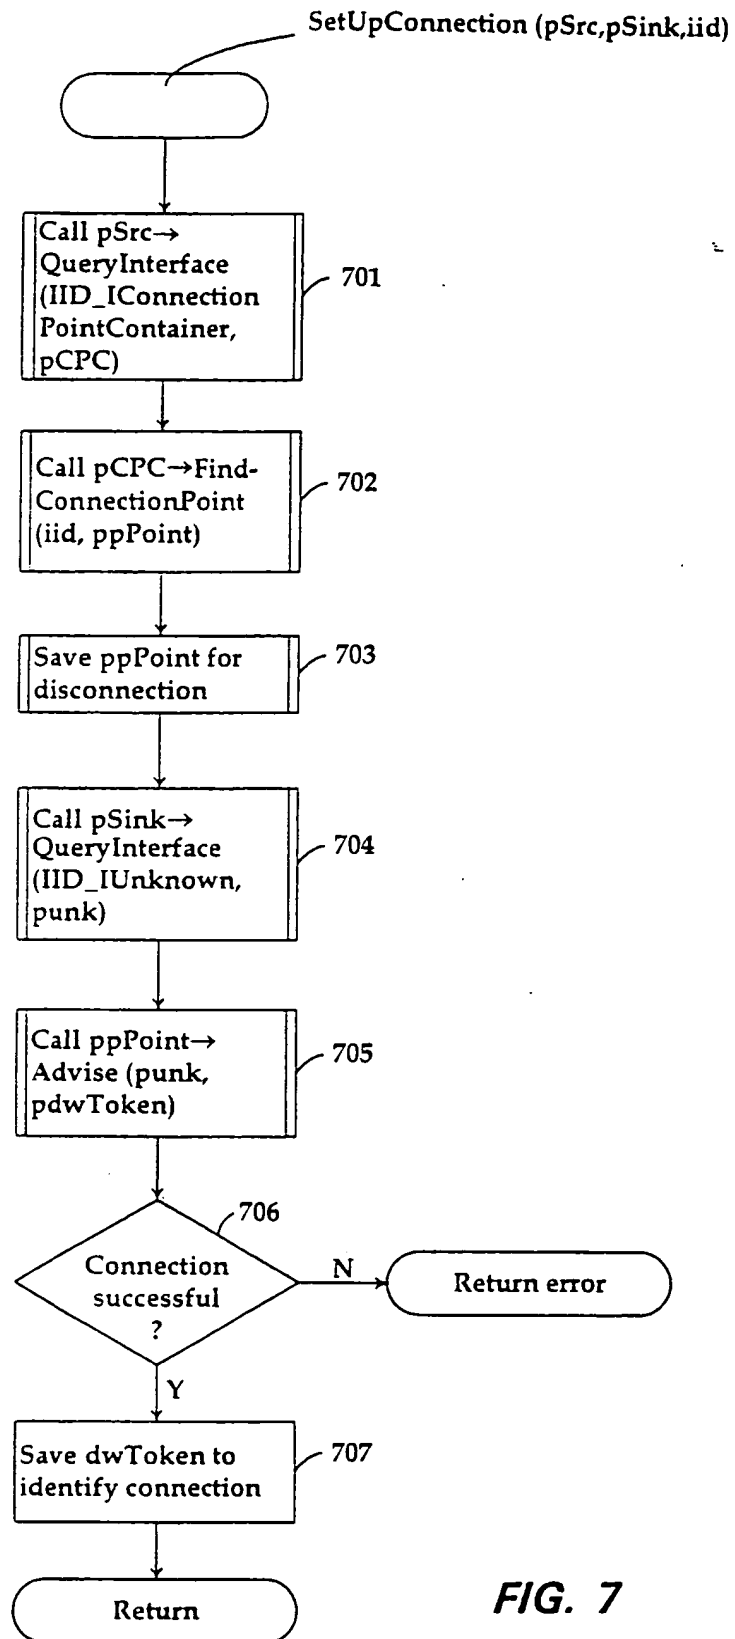 SetUpConnection (pSrc,pSink,iid)
Call pSrc→
QueryInterface
(IID_IConnection
PointContainer,
pCPC)
701
Call pCPC→Find-
ConnectionPoint
(iid, ppPoint)
702
Save ppPoint for
disconnection
703
Call pSink→
QueryInterface
(IID_IUnknown,
punk)
704
Call ppPoint→
Advise (punk,
pdwToken)
705
706
Connection
successful
?
N
Return error
Y
Save dwToken to
identify connection
707
Return
FIG. 7